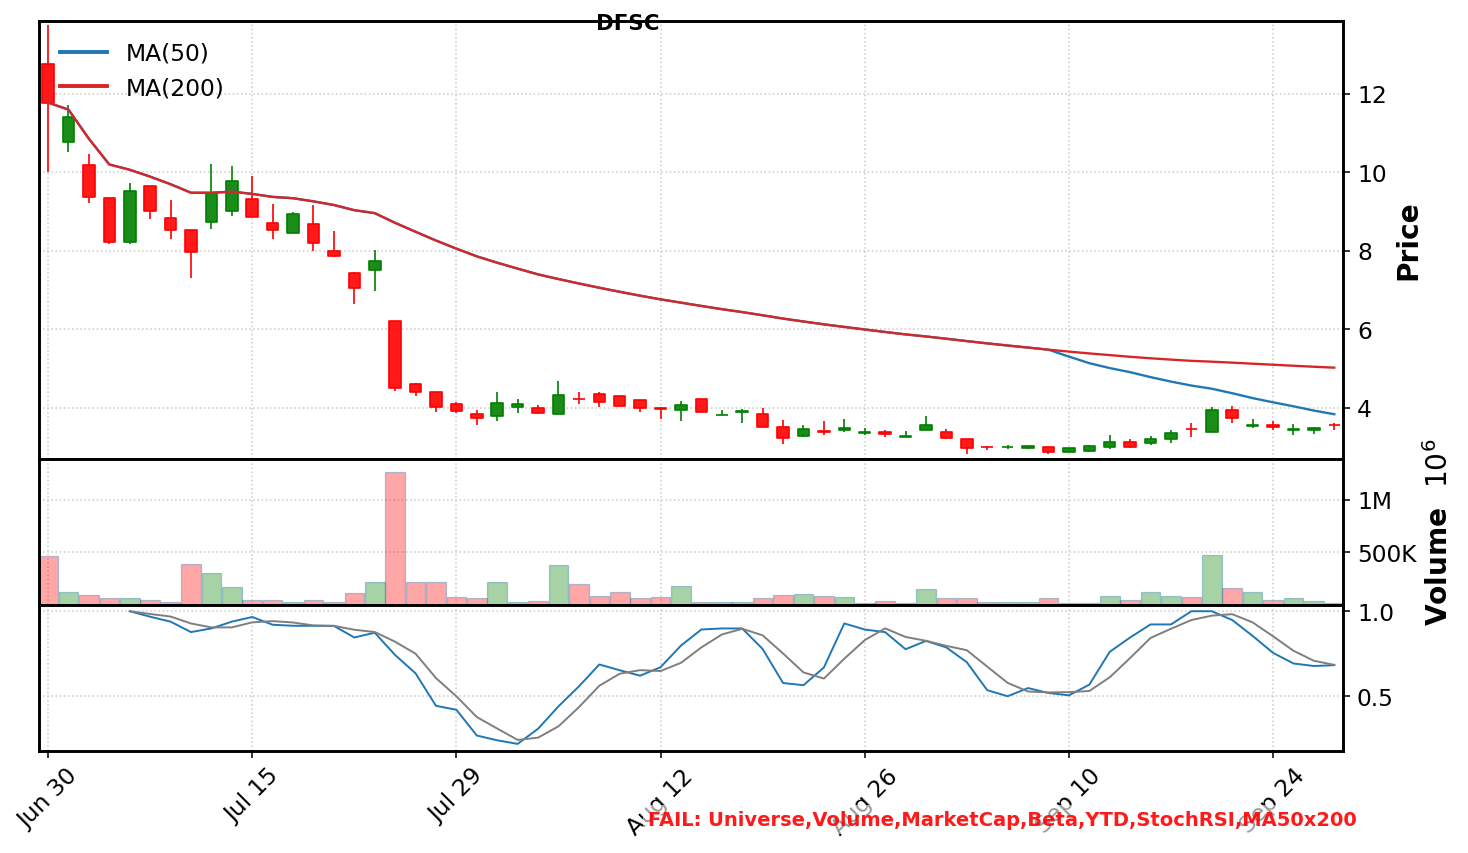 DFSC
MA(50)
MA(200)
12
10
8
6
4
Price
1M
500K
Volume 10^6
1.0
0.5
Jun 30
Jul 15
Jul 29
Aug 12
Aug 26
Sep 10
Sep 24
FAIL: Universe,Volume,MarketCap,Beta,YTD,StochRSI,MA50x200